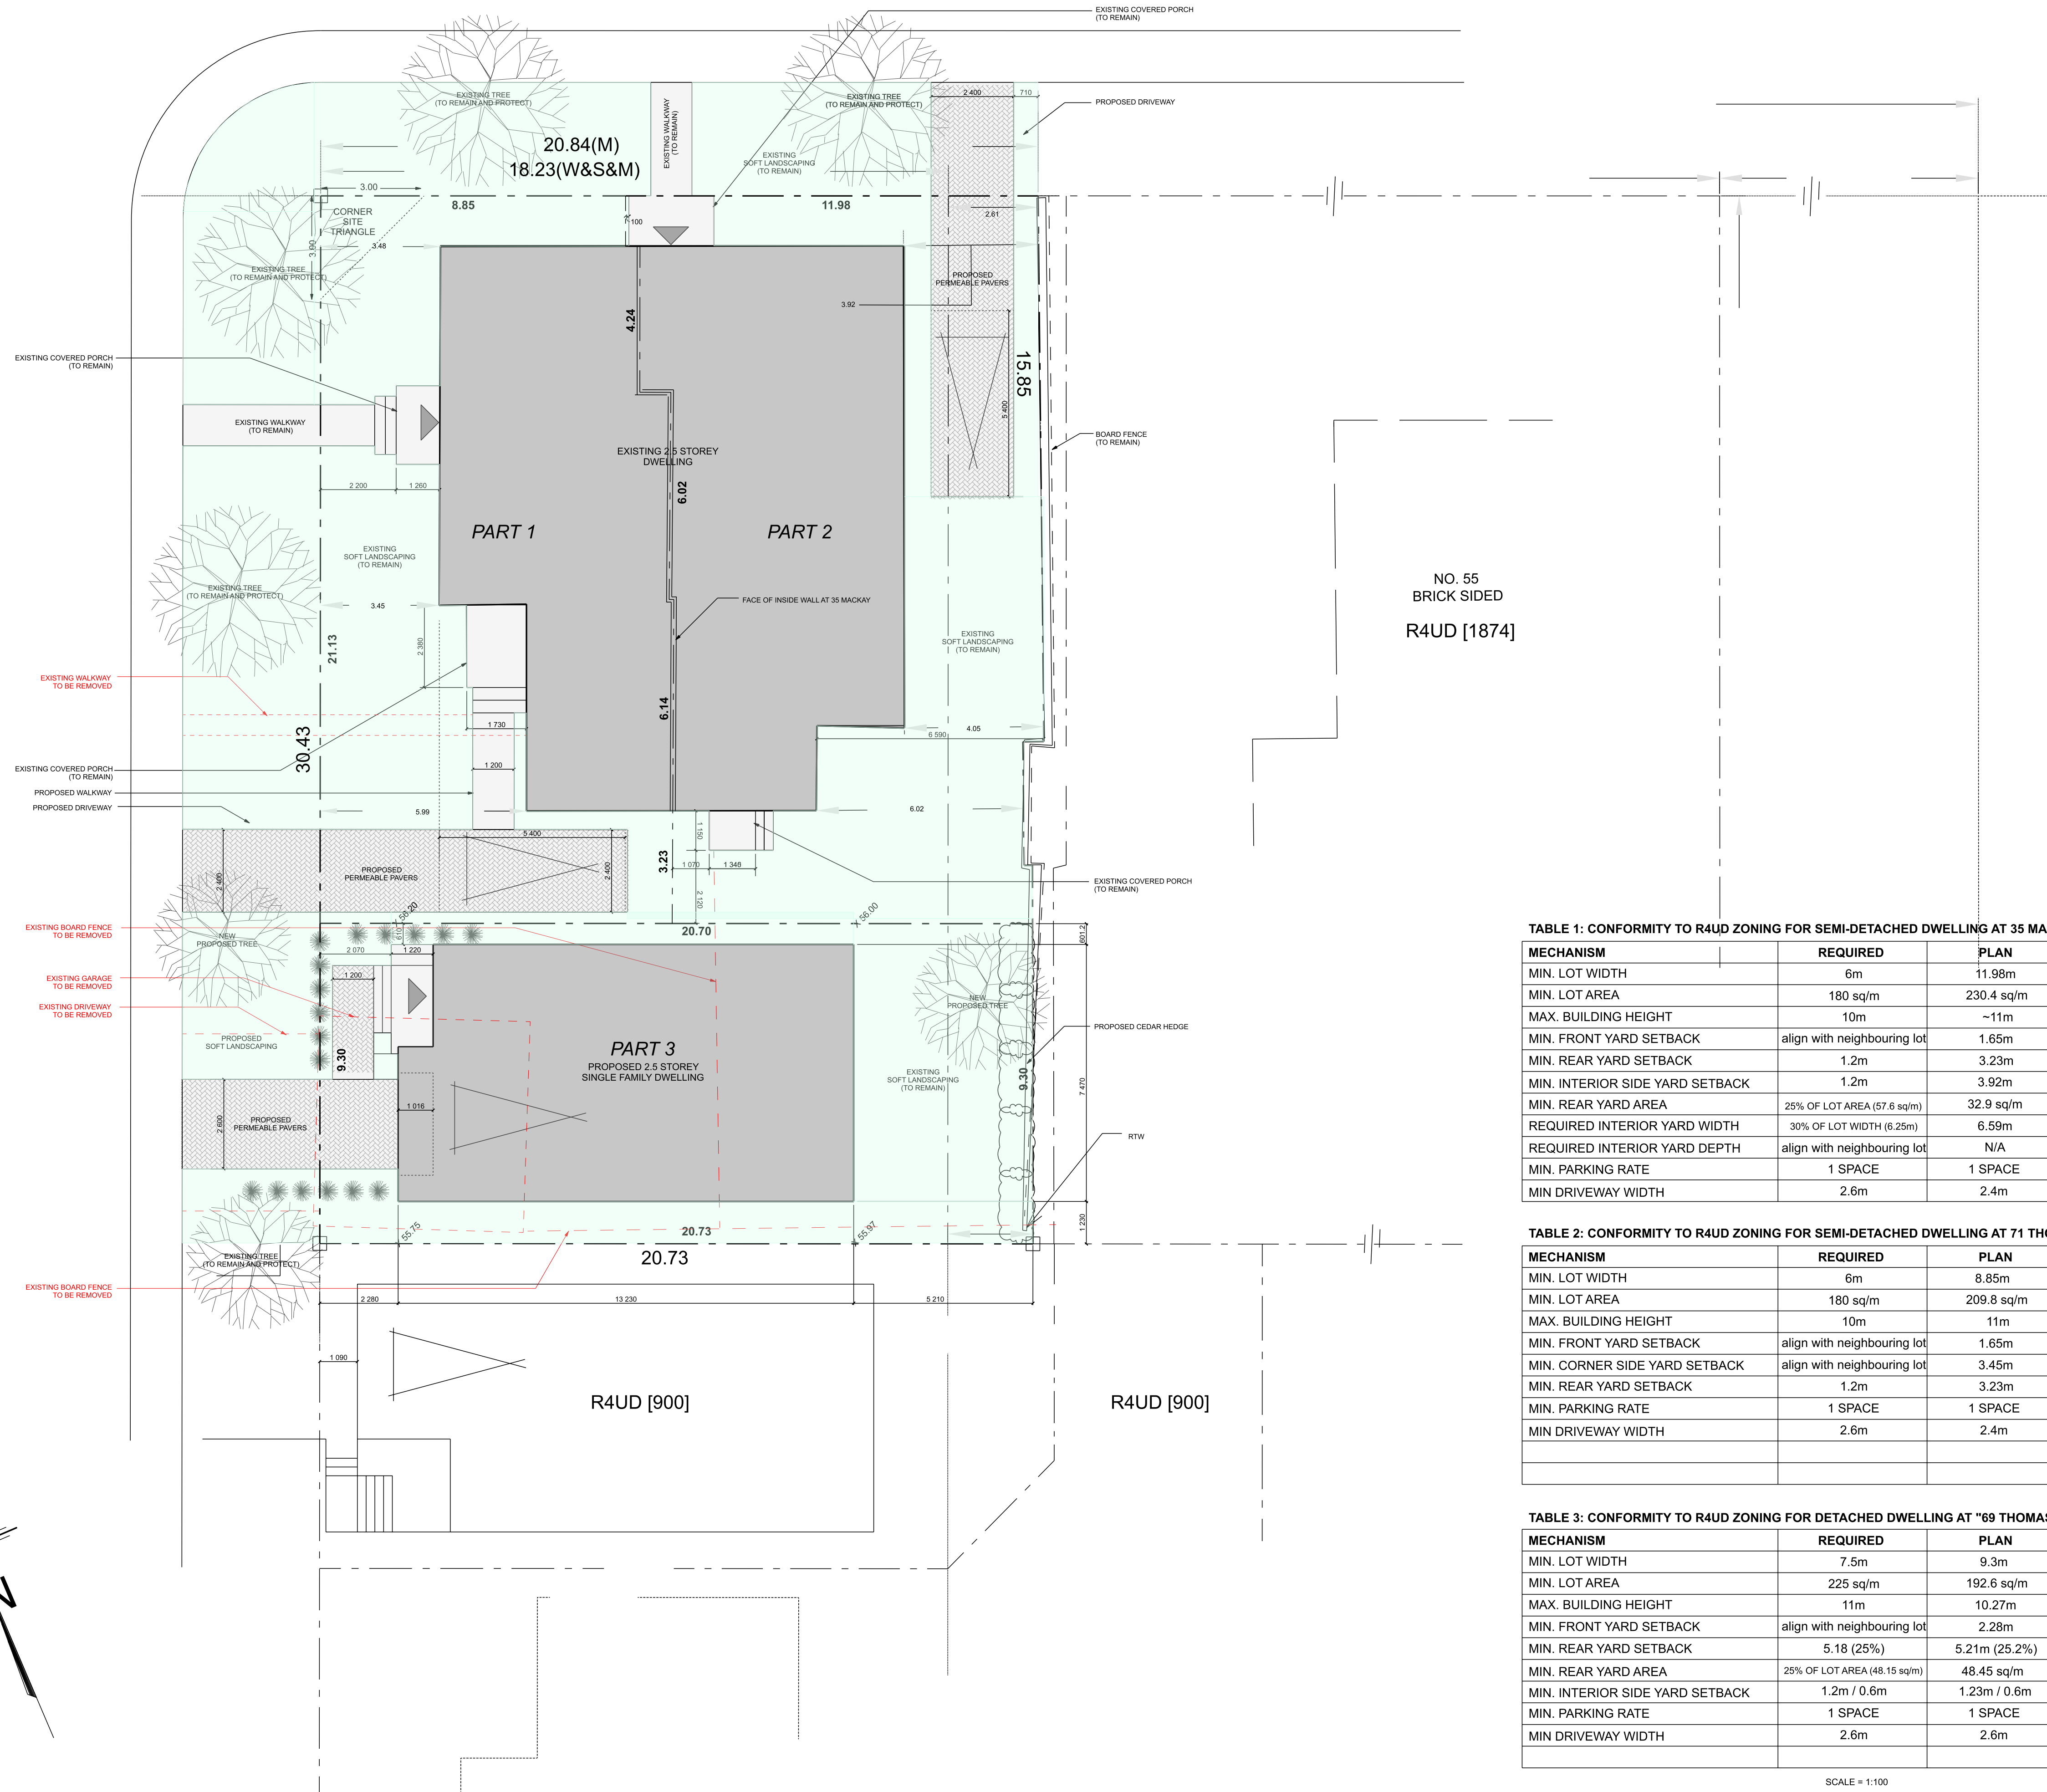 EXISTING COVERED PORCH
(TO REMAIN)
EXISTING TREE
(TO REMAIN AND PROTECT)
EXISTING WALKWAY
(TO REMAIN)
EXISTING TREE
(TO REMAIN AND PROTECT)
2 400
710
PROPOSED DRIVEWAY
20.84(M)
18.23(W&S&M)
EXISTING
SOFT LANDSCAPING
(TO REMAIN)
3.00
8.85
11.98
CORNER
SITE
TRIANGLE
3.00
100
2.61
3.48
EXISTING TREE
(TO REMAIN AND PROTECT)
PROPOSED
PERMEABLE PAVERS
3.92
4.24
15.85
EXISTING COVERED PORCH
(TO REMAIN)
5 400
EXISTING WALKWAY
(TO REMAIN)
BOARD FENCE
(TO REMAIN)
EXISTING 2.5 STOREY
DWELLING
2 200
1 260
6.02
PART 1
PART 2
EXISTING
SOFT LANDSCAPING
(TO REMAIN)
NO. 55
BRICK SIDED
R4UD [1874]
EXISTING TREE
(TO REMAIN AND PROTECT)
3.45
FACE OF INSIDE WALL AT 35 MACKAY
21.13
2 380
EXISTING
SOFT LANDSCAPING
(TO REMAIN)
EXISTING WALKWAY
TO BE REMOVED
6.14
1 730
4.05
6 590
30.43
EXISTING COVERED PORCH
(TO REMAIN)
1 200
PROPOSED WALKWAY
PROPOSED DRIVEWAY
5.99
6.02
5 400
1 150
3.23
1 070
1 346
2 400
PROPOSED
PERMEABLE PAVERS
2 400
2 120
EXISTING COVERED PORCH
(TO REMAIN)
X 56.20
X 56.00
EXISTING BOARD FENCE
TO BE REMOVED
610
20.70
601.2
NEW
PROPOSED TREE
2 070
1 220
EXISTING GARAGE
TO BE REMOVED
1 200
NEW
PROPOSED TREE
EXISTING DRIVEWAY
TO BE REMOVED
PROPOSED CEDAR HEDGE
PROPOSED
SOFT LANDSCAPING
9.30
PART 3
PROPOSED 2.5 STOREY
SINGLE FAMILY DWELLING
EXISTING
SOFT LANDSCAPING
(TO REMAIN)
9.30
7 470
1 016
2 600
PROPOSED
PERMEABLE PAVERS
RTW
55.75
20.73
55.97
1 230
EXISTING TREE
(TO REMAIN AND PROTECT)
20.73
EXISTING BOARD FENCE
TO BE REMOVED
2 280
13 230
5 210
1 090
R4UD [900]
R4UD [900]
TABLE 1: CONFORMITY TO R4UD ZONING FOR SEMI-DETACHED DWELLING AT 35 MA
MECHANISM REQUIRED PLAN
MIN. LOT WIDTH 6m 11.98m
MIN. LOT AREA 180 sq/m 230.4 sq/m
MAX. BUILDING HEIGHT 10m ~11m
MIN. FRONT YARD SETBACK align with neighbouring lot 1.65m
MIN. REAR YARD SETBACK 1.2m 3.23m
MIN. INTERIOR SIDE YARD SETBACK 1.2m 3.92m
MIN. REAR YARD AREA 25% OF LOT AREA (57.6 sq/m) 32.9 sq/m
REQUIRED INTERIOR YARD WIDTH 30% OF LOT WIDTH (6.25m) 6.59m
REQUIRED INTERIOR YARD DEPTH align with neighbouring lot N/A
MIN. PARKING RATE 1 SPACE 1 SPACE
MIN DRIVEWAY WIDTH 2.6m 2.4m
TABLE 2: CONFORMITY TO R4UD ZONING FOR SEMI-DETACHED DWELLING AT 71 THO
MECHANISM REQUIRED PLAN
MIN. LOT WIDTH 6m 8.85m
MIN. LOT AREA 180 sq/m 209.8 sq/m
MAX. BUILDING HEIGHT 10m 11m
MIN. FRONT YARD SETBACK align with neighbouring lot 1.65m
MIN. CORNER SIDE YARD SETBACK align with neighbouring lot 3.45m
MIN. REAR YARD SETBACK 1.2m 3.23m
MIN. PARKING RATE 1 SPACE 1 SPACE
MIN DRIVEWAY WIDTH 2.6m 2.4m
TABLE 3: CONFORMITY TO R4UD ZONING FOR DETACHED DWELLING AT "69 THOMAS
MECHANISM REQUIRED PLAN
MIN. LOT WIDTH 7.5m 9.3m
MIN. LOT AREA 225 sq/m 192.6 sq/m
MAX. BUILDING HEIGHT 11m 10.27m
MIN. FRONT YARD SETBACK align with neighbouring lot 2.28m
MIN. REAR YARD SETBACK 5.18 (25%) 5.21m (25.2%)
MIN. REAR YARD AREA 25% OF LOT AREA (48.15 sq/m) 48.45 sq/m
MIN. INTERIOR SIDE YARD SETBACK 1.2m / 0.6m 1.23m / 0.6m
MIN. PARKING RATE 1 SPACE 1 SPACE
MIN DRIVEWAY WIDTH 2.6m 2.6m
SCALE = 1:100